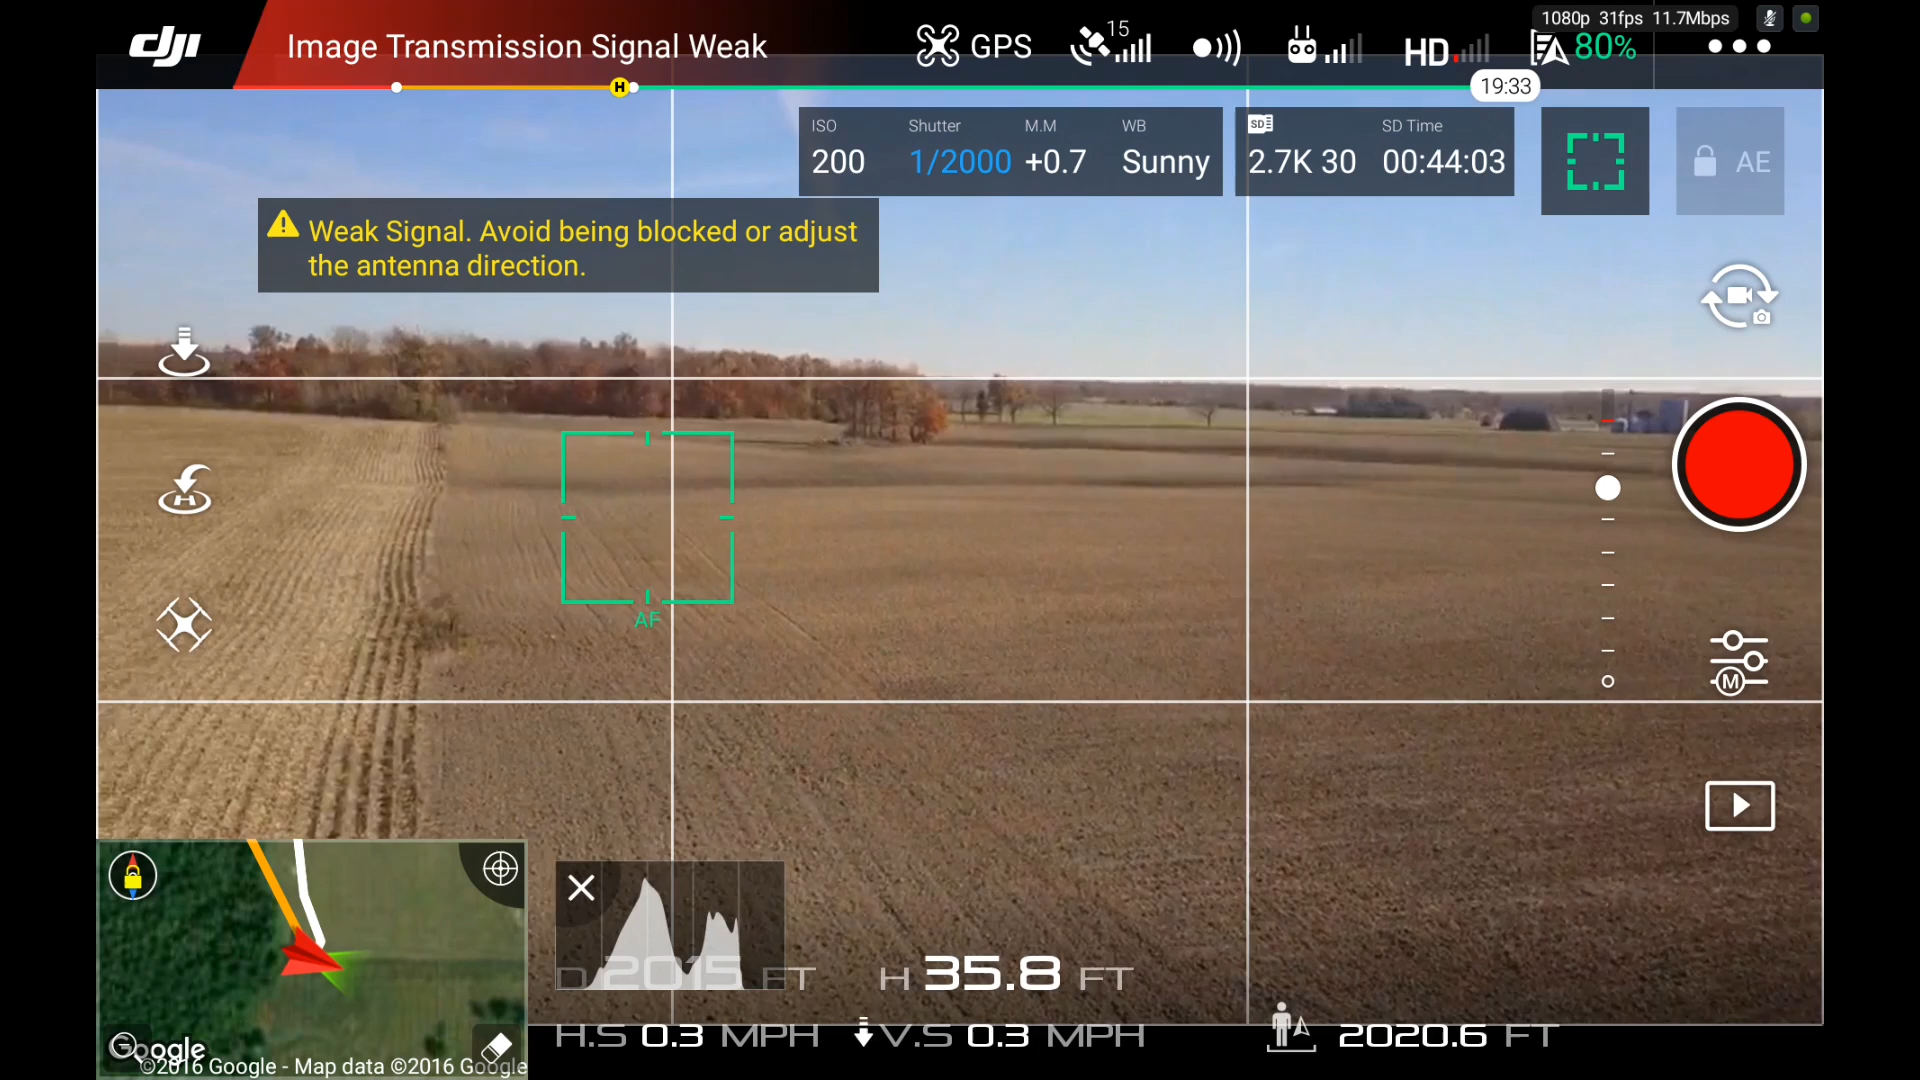 1080p 31fps 11.7Mbps
dji Image Transmission Signal Weak GPS 15 HD 80%
H 19:33
ISO Shutter M.M WB SD SD Time
200 1/2000 +0.7 Sunny 2.7K 30 00:44:03 AE
Weak Signal. Avoid being blocked or adjust
the antenna direction.
AF
M
D 2015 FT H 35.8 FT
H.S 0.3 MPH V.S 0.3 MPH 2020.6 FT
Google
©2016 Google - Map data ©2016 Google